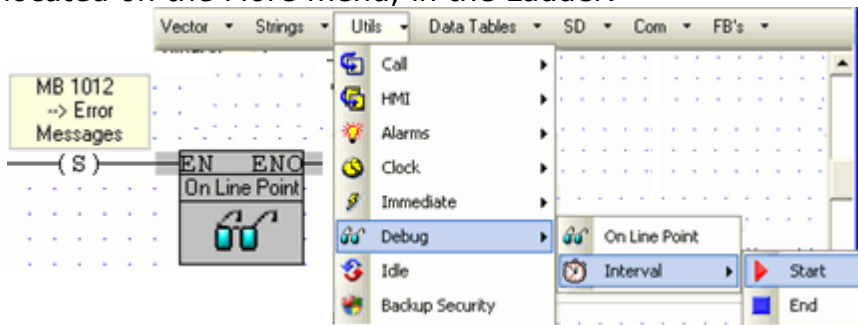 located on the More menu, in the Ladder.
Vector Strings Utils Data Tables SD Com FB's
MB 1012
--> Error
Messages
( S )
EN ENO
On Line Point
Call
HMI
Alarms
Clock
Immediate
Debug
Idle
Backup Security
On Line Point
Interval
Start
End